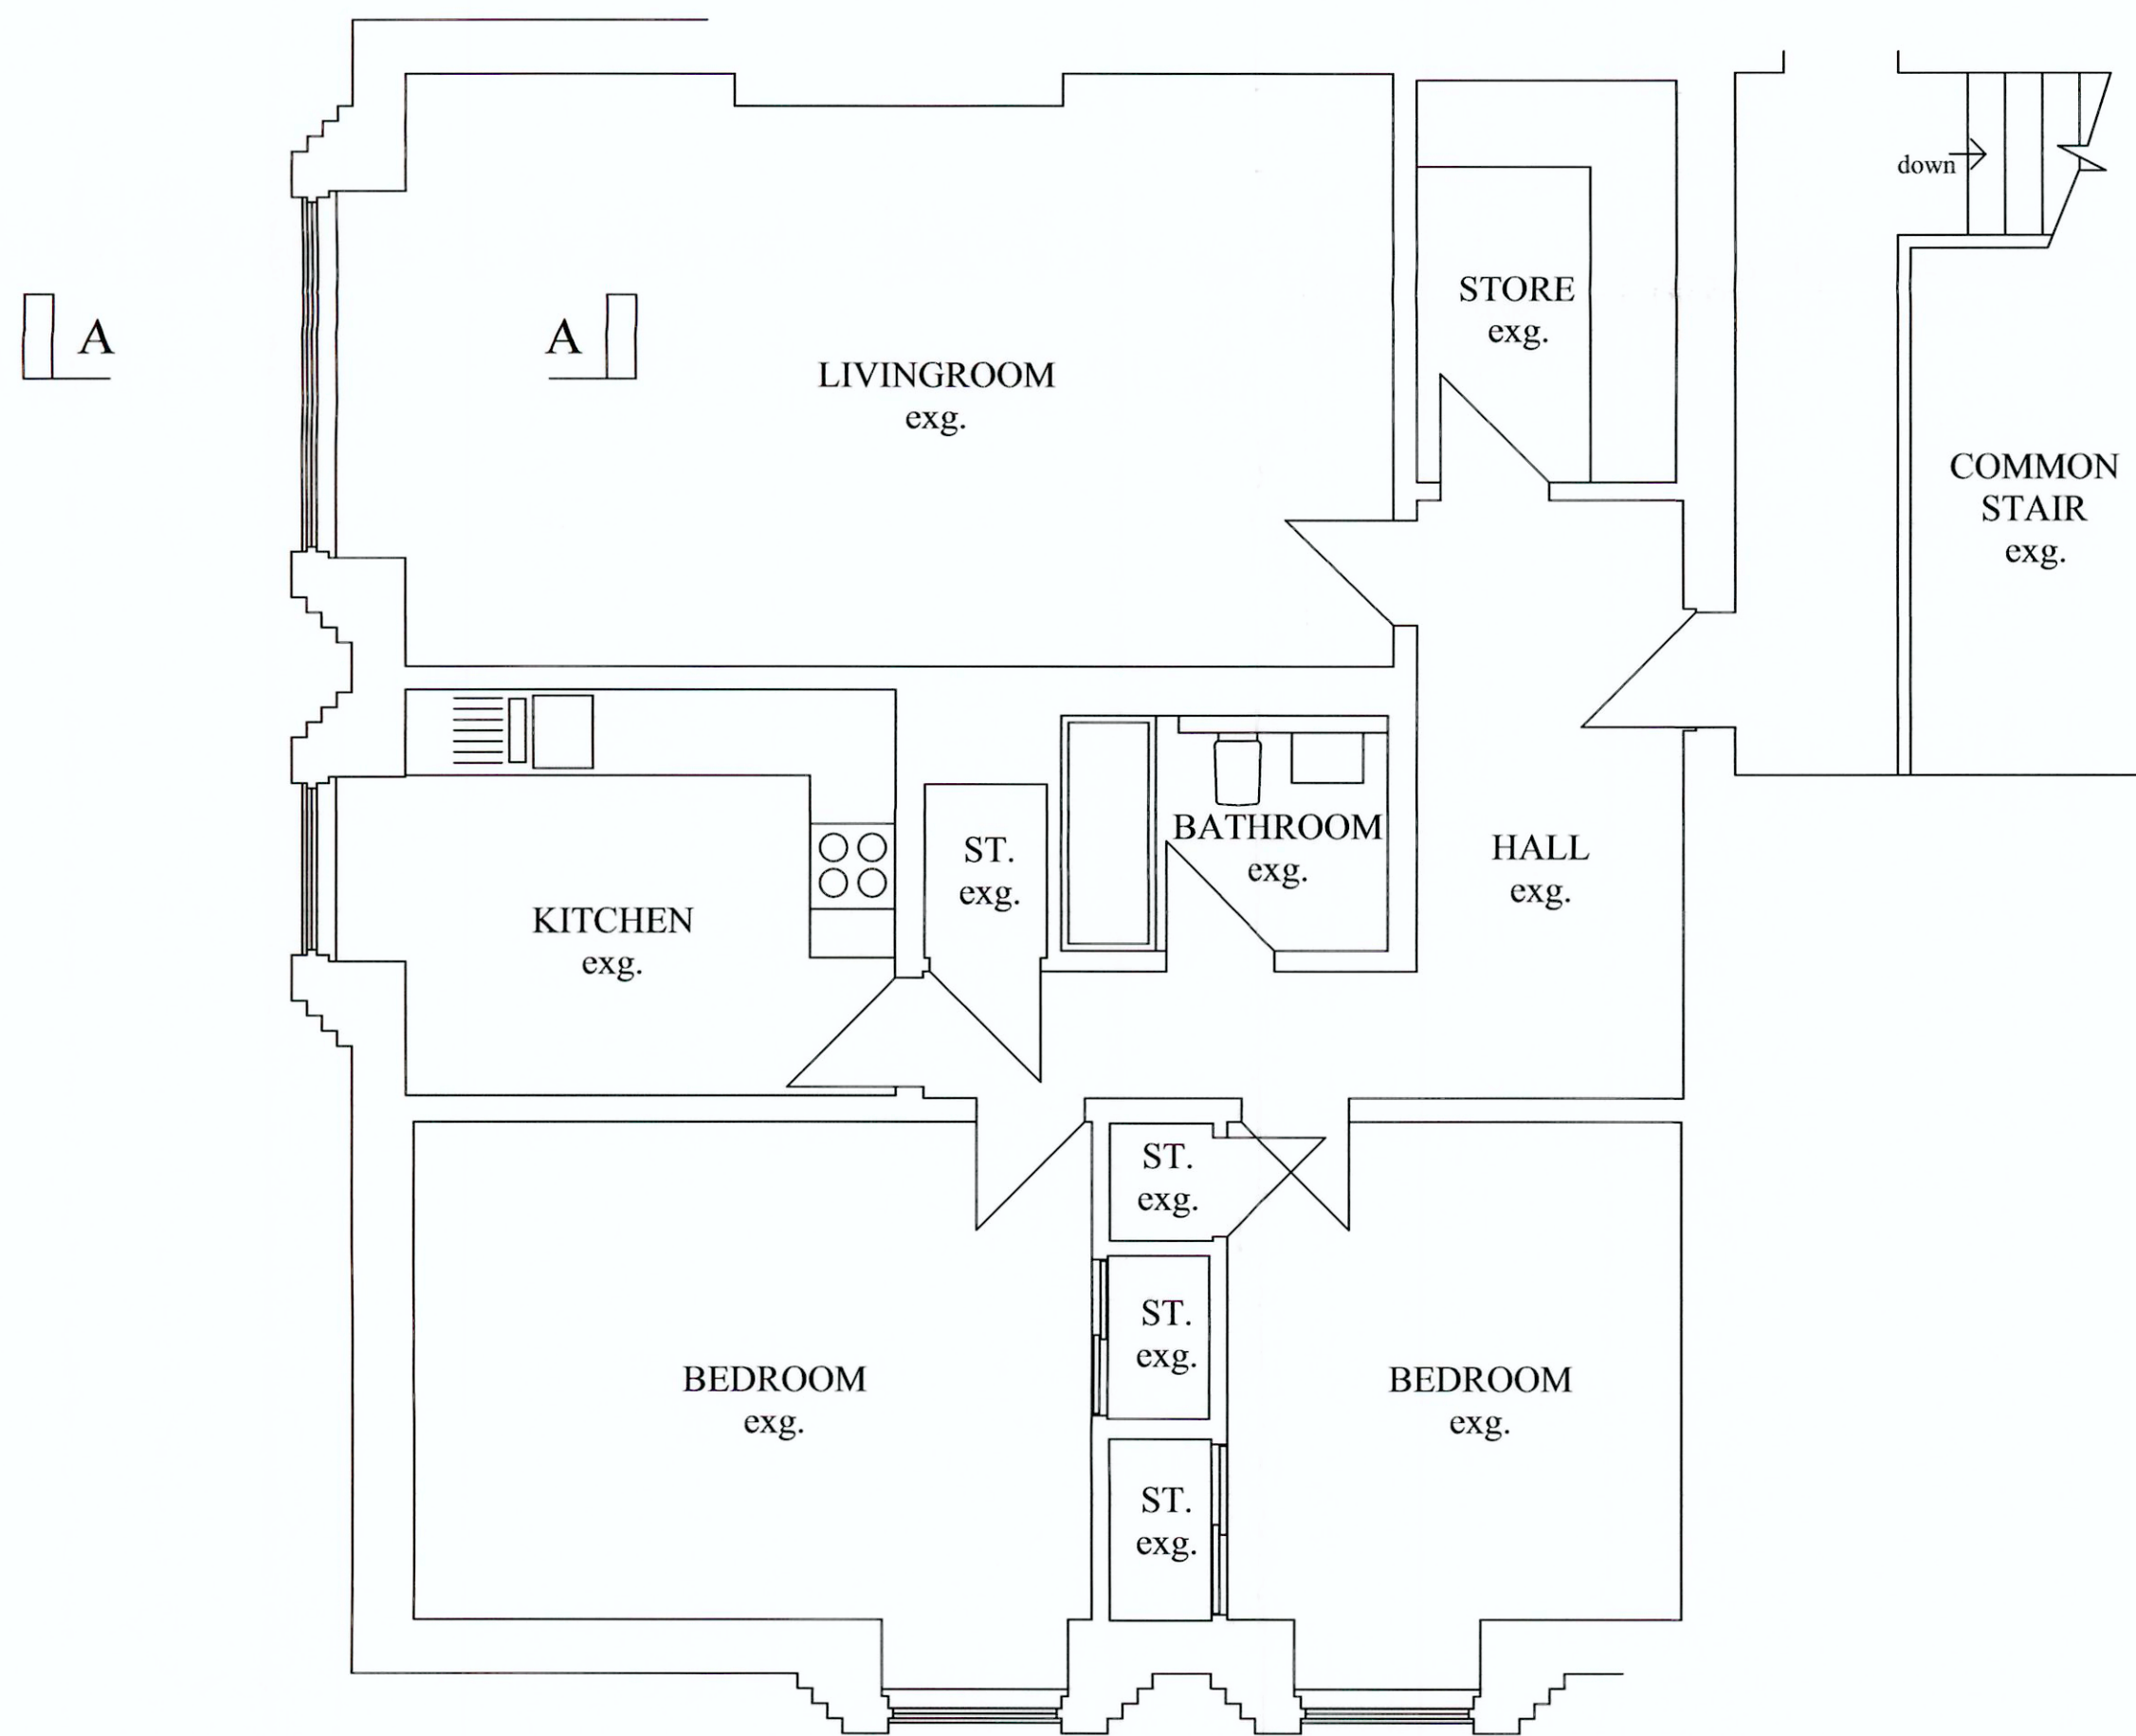 down
STORE
exg.
A
A
LIVINGROOM
exg.
COMMON
STAIR
exg.
ST.
exg.
BATHROOM
exg.
HALL
exg.
KITCHEN
exg.
ST.
exg.
ST.
exg.
BEDROOM
exg.
BEDROOM
exg.
ST.
exg.